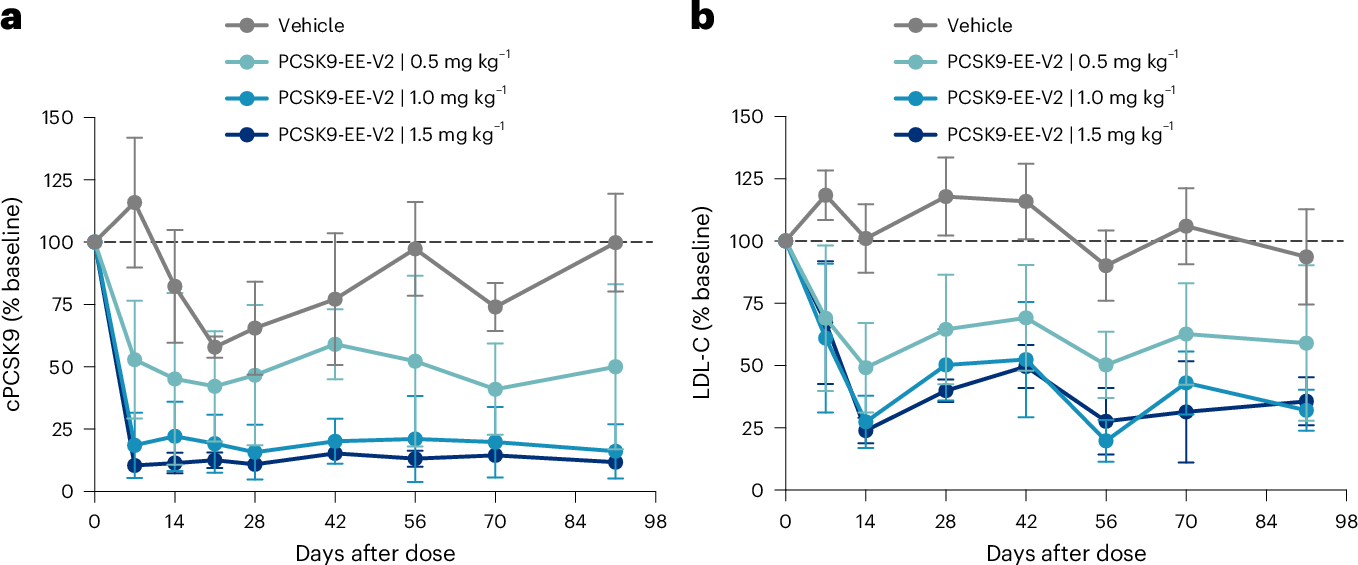 a
Vehicle
PCSK9-EE-V2 | 0.5 mg kg⁻¹
PCSK9-EE-V2 | 1.0 mg kg⁻¹
PCSK9-EE-V2 | 1.5 mg kg⁻¹
150
125
100
75
50
25
0
cPCSK9 (% baseline)
0 14 28 42 56 70 84 98
Days after dose
b
Vehicle
PCSK9-EE-V2 | 0.5 mg kg⁻¹
PCSK9-EE-V2 | 1.0 mg kg⁻¹
PCSK9-EE-V2 | 1.5 mg kg⁻¹
150
125
100
75
50
25
0
LDL-C (% baseline)
0 14 28 42 56 70 84 98
Days after dose